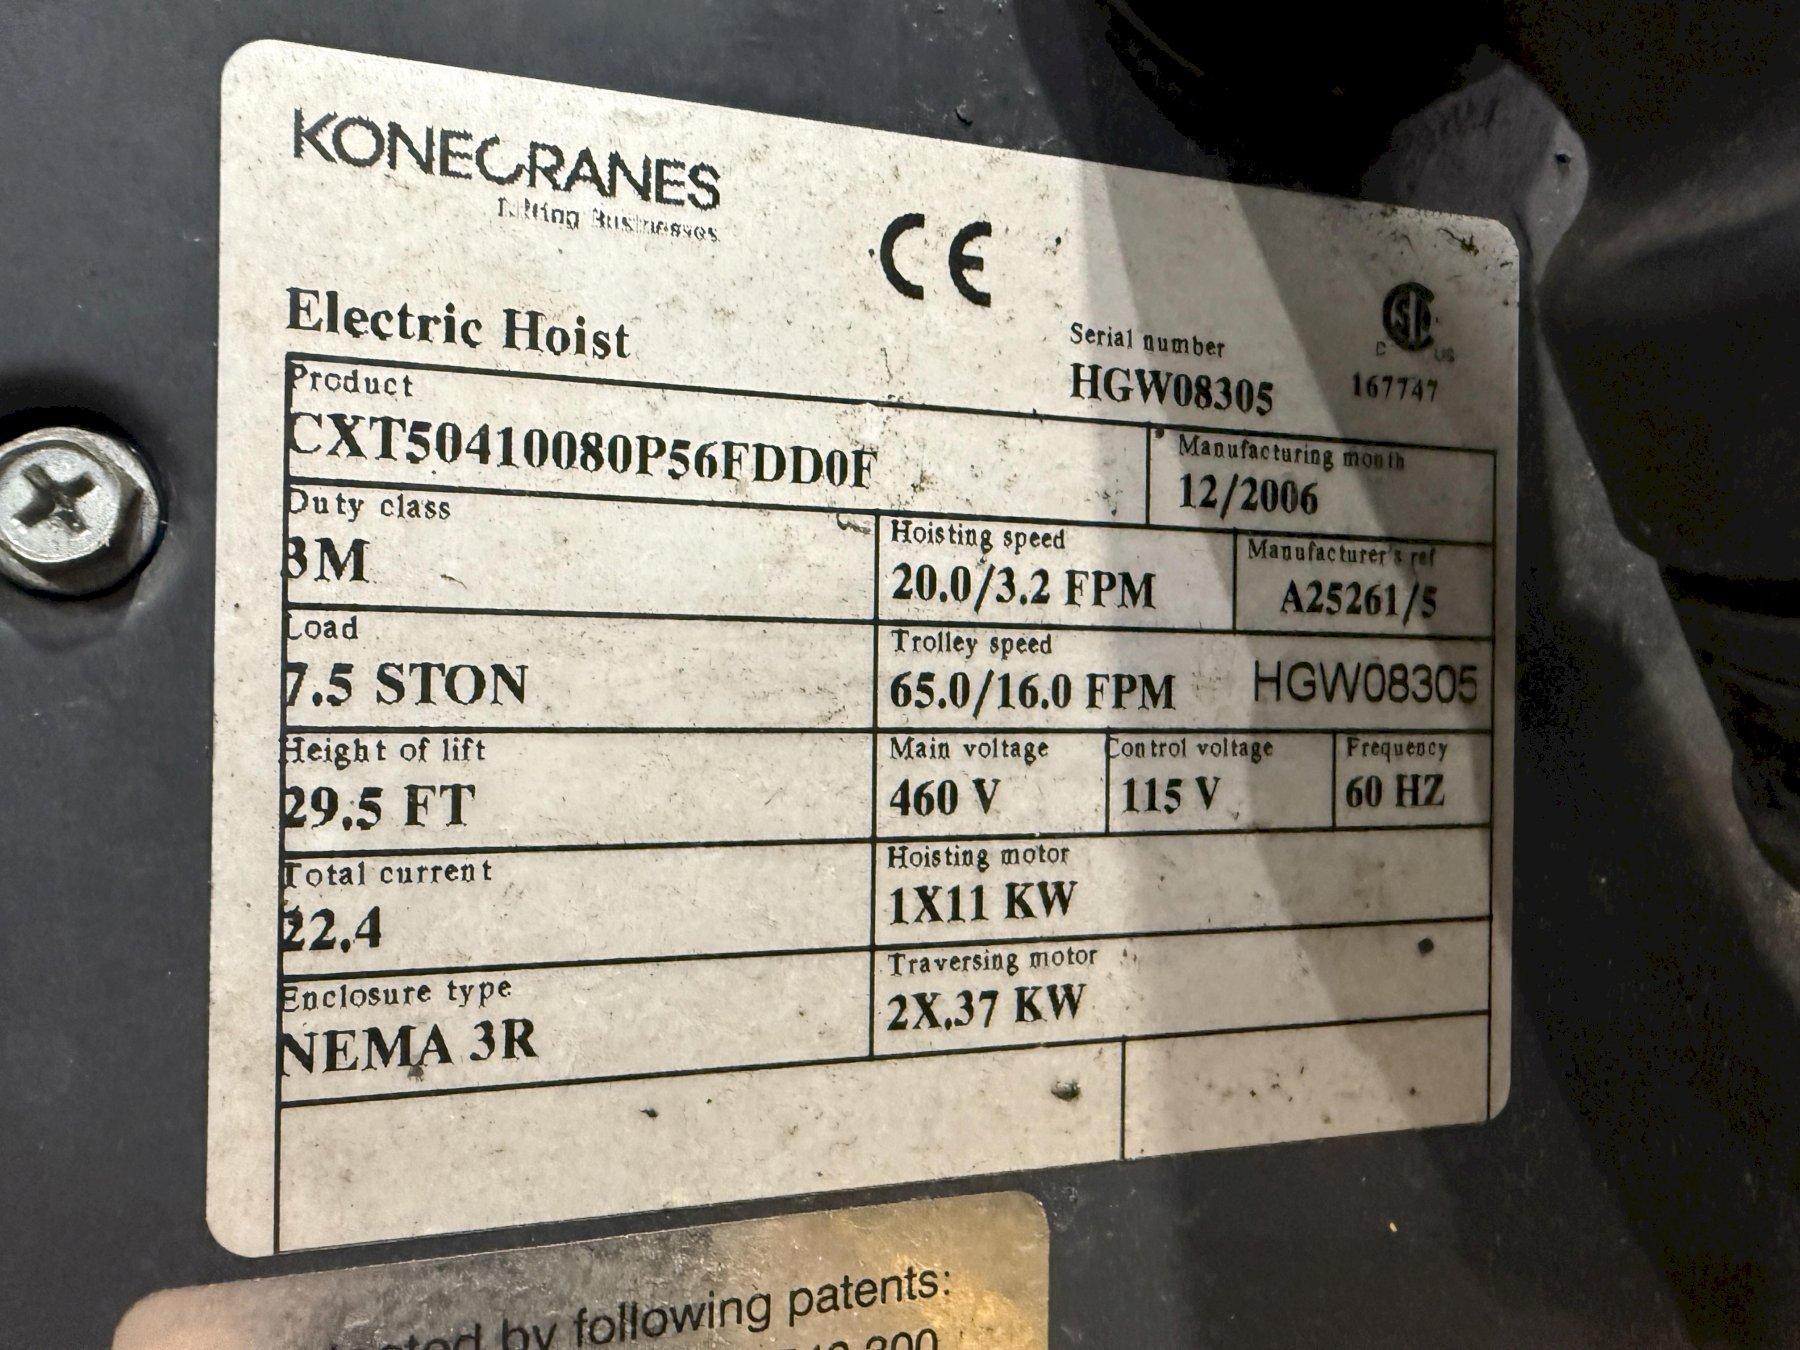 KONECRANES
Lifting Businesses
CE
Electric Hoist
Serial number
HGW08305
C US
167747
Product
CXT50410080P56FDD0F
Manufacturing month
12/2006
Duty class
3M
Hoisting speed
20.0/3.2 FPM
Manufacturer's ref
A25261/5
Load
7.5 STON
Trolley speed
65.0/16.0 FPM
HGW08305
Height of lift
29.5 FT
Main voltage
460 V
Control voltage
115 V
Frequency
60 HZ
Total current
22.4
Hoisting motor
1X11 KW
Enclosure type
NEMA 3R
Traversing motor
2X.37 KW
by following patents: